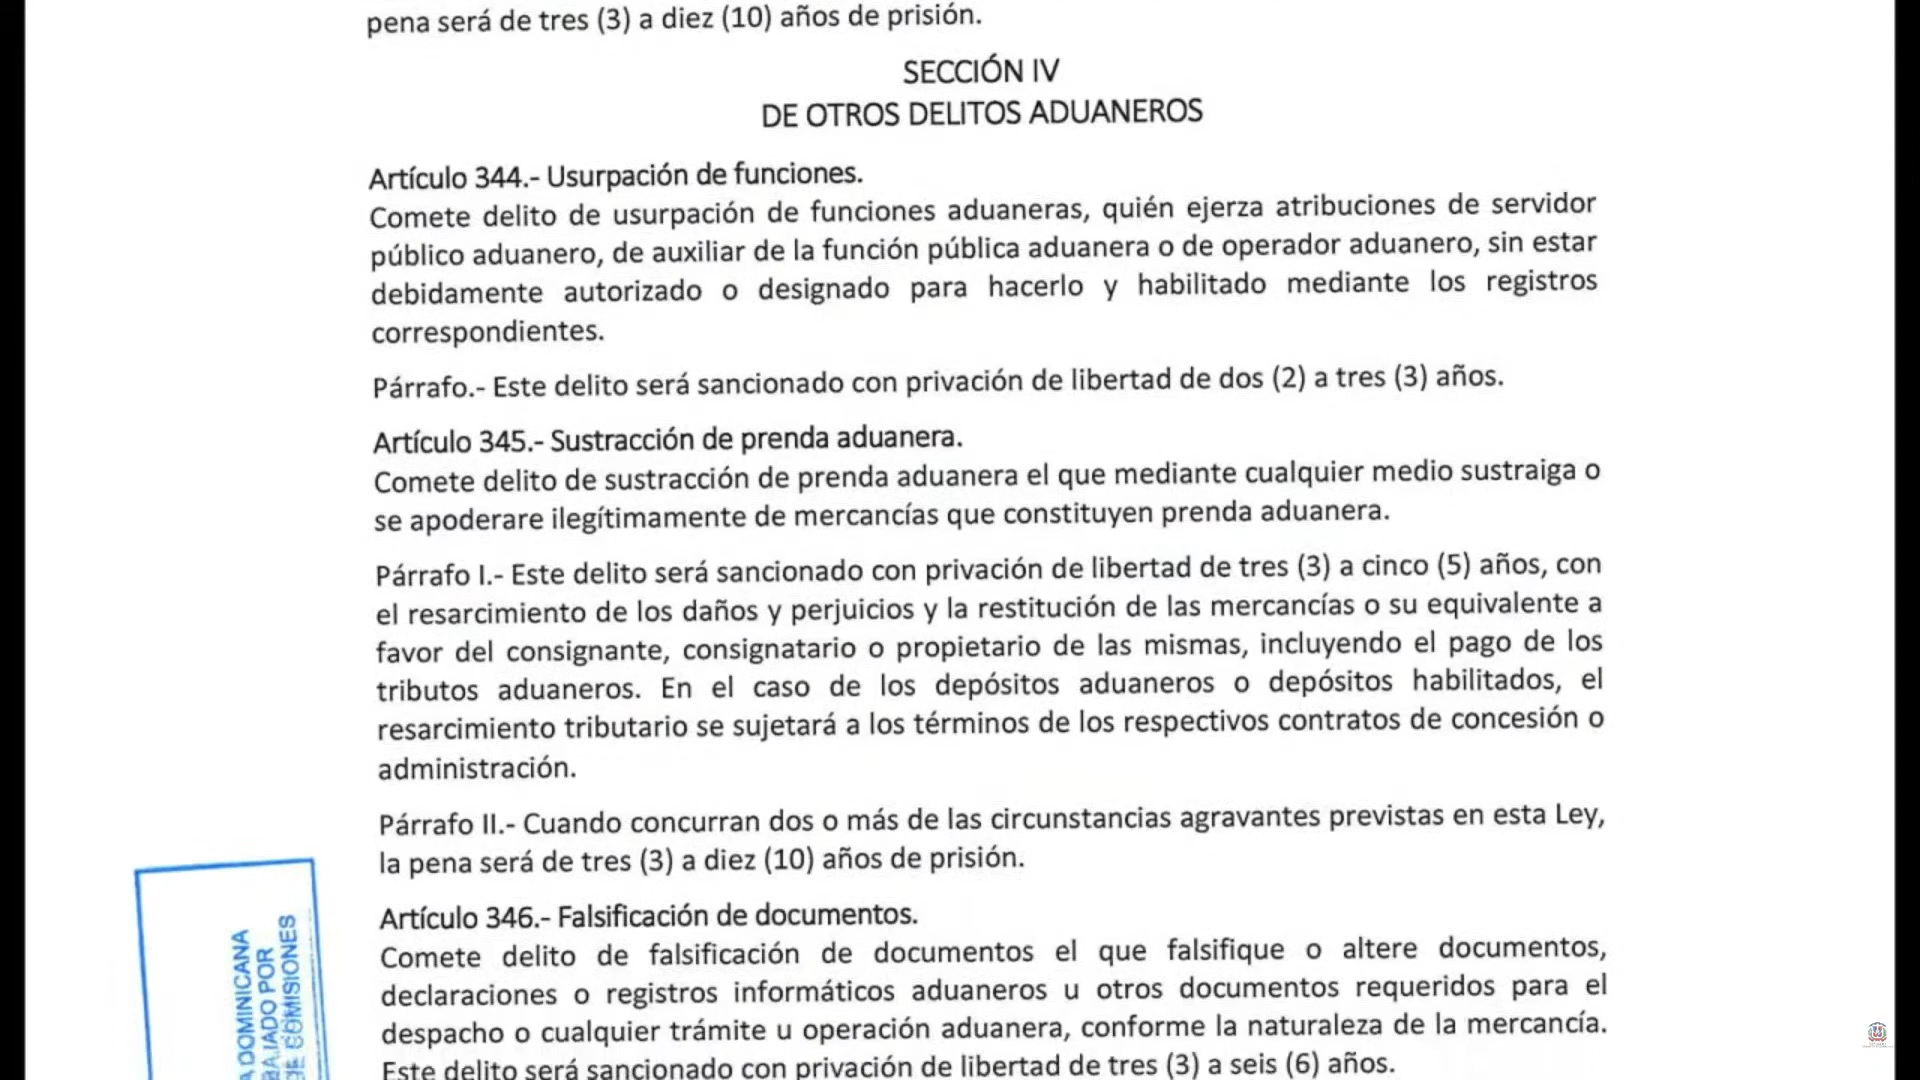 pena será de tres (3) a diez (10) años de prisión.
SECCIÓN IV
DE OTROS DELITOS ADUANEROS
Artículo 344.- Usurpación de funciones.
Comete delito de usurpación de funciones aduaneras, quién ejerza atribuciones de servidor
público aduanero, de auxiliar de la función pública aduanera o de operador aduanero, sin estar
debidamente autorizado o designado para hacerlo y habilitado mediante los registros
correspondientes.
Párrafo.- Este delito será sancionado con privación de libertad de dos (2) a tres (3) años.
Artículo 345.- Sustracción de prenda aduanera.
Comete delito de sustracción de prenda aduanera el que mediante cualquier medio sustraiga o
se apoderare ilegítimamente de mercancías que constituyen prenda aduanera.
Párrafo I.- Este delito será sancionado con privación de libertad de tres (3) a cinco (5) años, con
el resarcimiento de los daños y perjuicios y la restitución de las mercancías o su equivalente a
favor del consignante, consignatario o propietario de las mismas, incluyendo el pago de los
tributos aduaneros. En el caso de los depósitos aduaneros o depósitos habilitados, el
resarcimiento tributario se sujetará a los términos de los respectivos contratos de concesión o
administración.
Párrafo II.- Cuando concurran dos o más de las circunstancias agravantes previstas en esta Ley,
la pena será de tres (3) a diez (10) años de prisión.
Artículo 346.- Falsificación de documentos.
Comete delito de falsificación de documentos el que falsifique o altere documentos,
declaraciones o registros informáticos aduaneros u otros documentos requeridos para el
despacho o cualquier trámite u operación aduanera, conforme la naturaleza de la mercancía.
Este delito será sancionado con privación de libertad de tres (3) a seis (6) años.
DOMINICANA
POR
COMISIONES